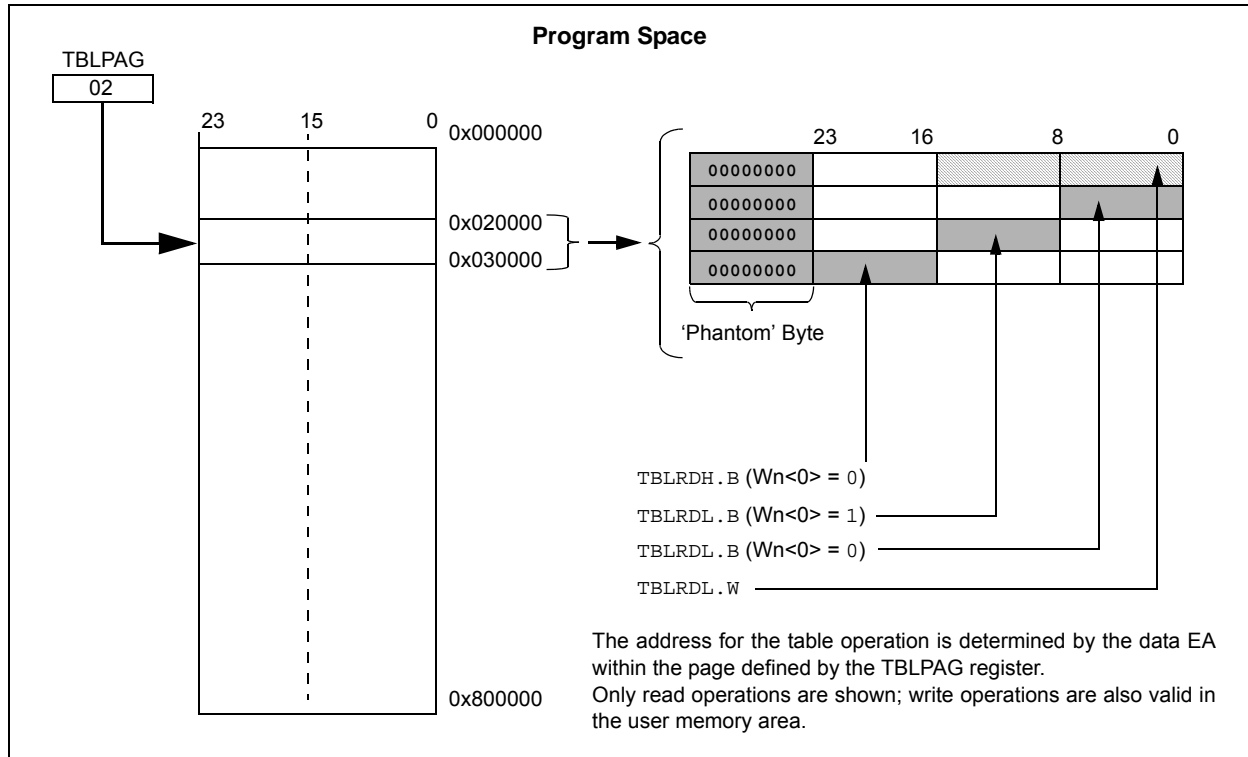 Program Space
TBLPAG
02
23 15 0
0x000000
0x020000
0x030000
0x800000
23 16 8 0
00000000
00000000
00000000
00000000
‘Phantom’ Byte
TBLRDH.B (Wn<0> = 0)
TBLRDL.B (Wn<0> = 1)
TBLRDL.B (Wn<0> = 0)
TBLRDL.W
The address for the table operation is determined by the data EA
within the page defined by the TBLPAG register.
Only read operations are shown; write operations are also valid in
the user memory area.